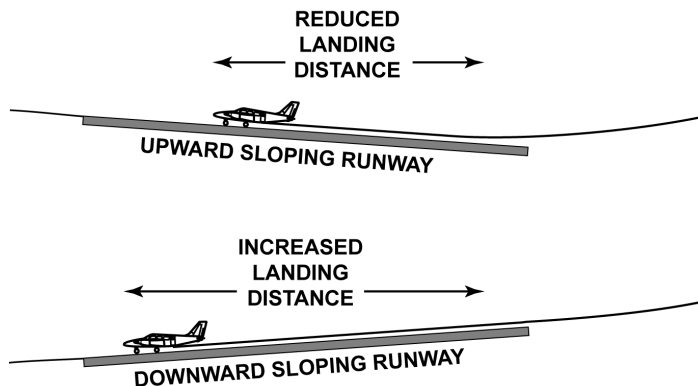 REDUCED
LANDING
DISTANCE
UPWARD SLOPING RUNWAY
INCREASED
LANDING
DISTANCE
DOWNWARD SLOPING RUNWAY